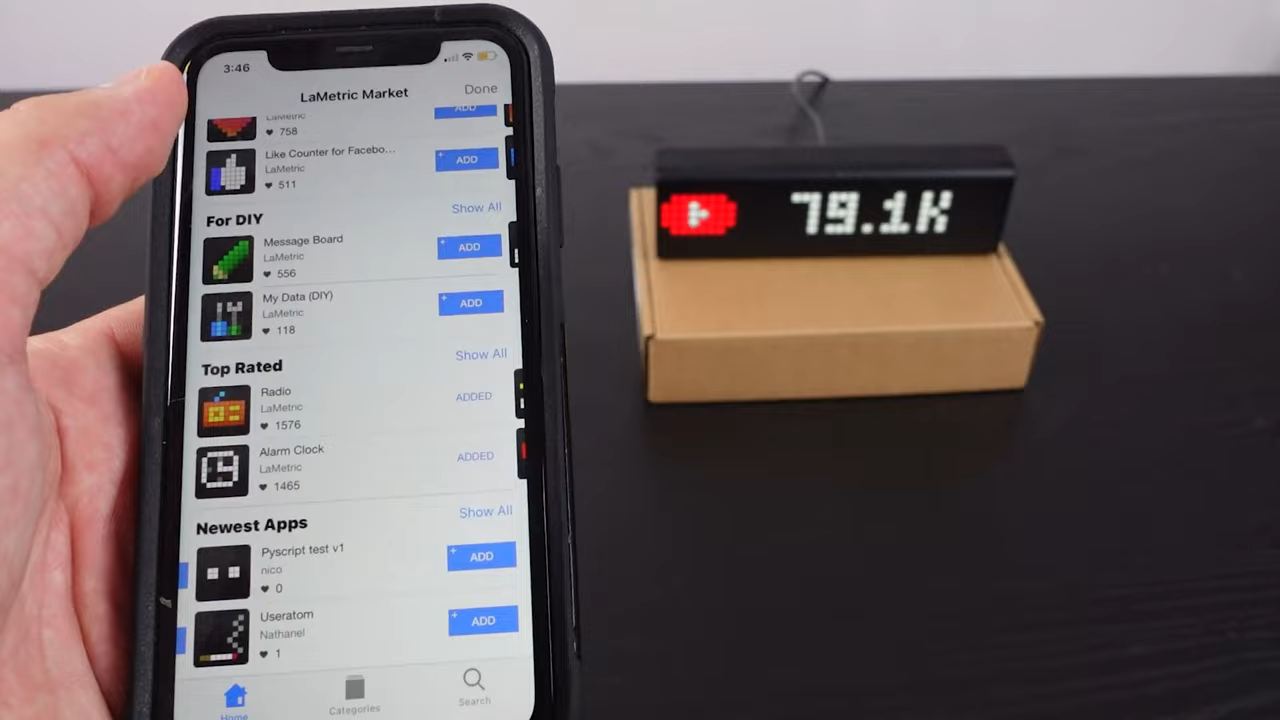 3:46
LaMetric Market
Done
LaMetric
ADD
758
Like Counter for Facebo...
LaMetric
511
+ ADD
For DIY
Show All
Message Board
LaMetric
556
+ ADD
My Data (DIY)
LaMetric
118
+ ADD
Top Rated
Show All
Radio
LaMetric
1576
ADDED
Alarm Clock
LaMetric
1465
ADDED
Newest Apps
Show All
Pyscript test v1
nico
0
+ ADD
Useratom
Nathanel
1
+ ADD
Home
Categories
Search
79.1K